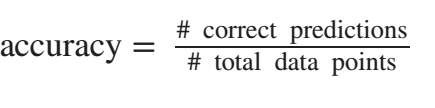 accuracy = # correct predictions
# total data points